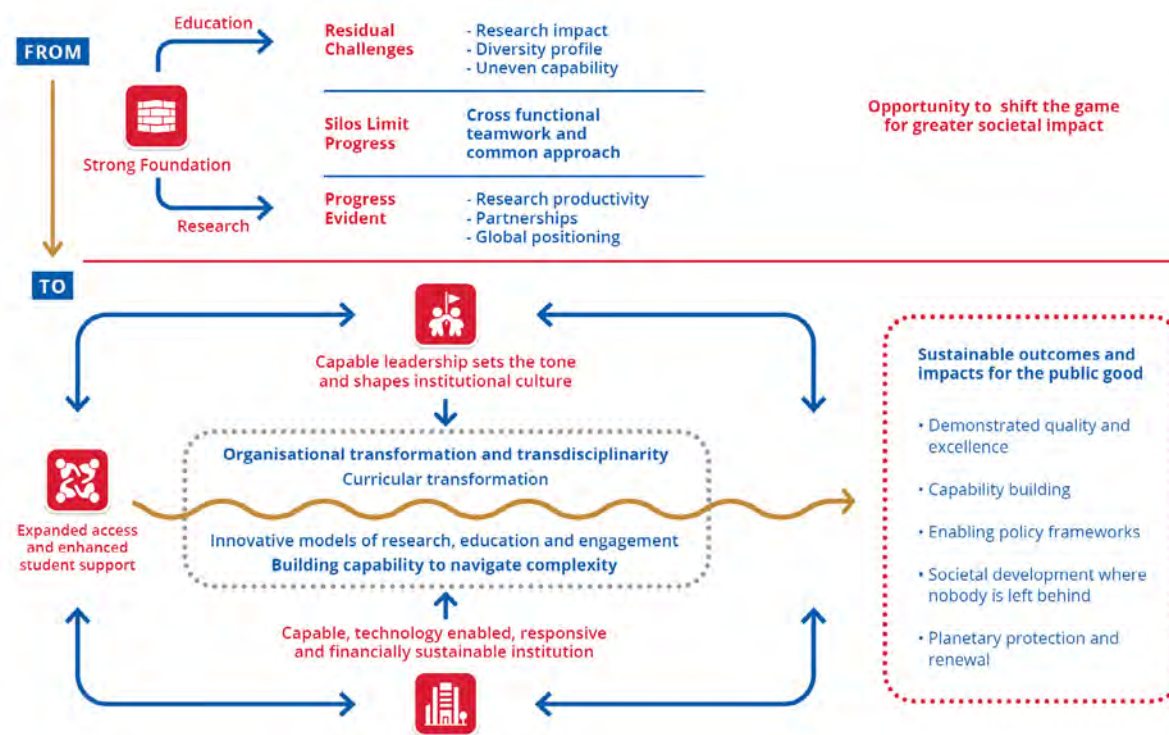 FROM
Education
Strong Foundation
Research
Residual
Challenges
- Research impact
- Diversity profile
- Uneven capability
Silos Limit
Progress
Cross functional
teamwork and
common approach
Progress
Evident
- Research productivity
- Partnerships
- Global positioning
Opportunity to shift the game
for greater societal impact
TO
Capable leadership sets the tone
and shapes institutional culture
Expanded access
and enhanced
student support
Organisational transformation and transdisciplinarity
Curricular transformation
Innovative models of research, education and engagement
Building capability to navigate complexity
Capable, technology enabled, responsive
and financially sustainable institution
Sustainable outcomes and
impacts for the public good
• Demonstrated quality and
excellence
• Capability building
• Enabling policy frameworks
• Societal development where
nobody is left behind
• Planetary protection and
renewal